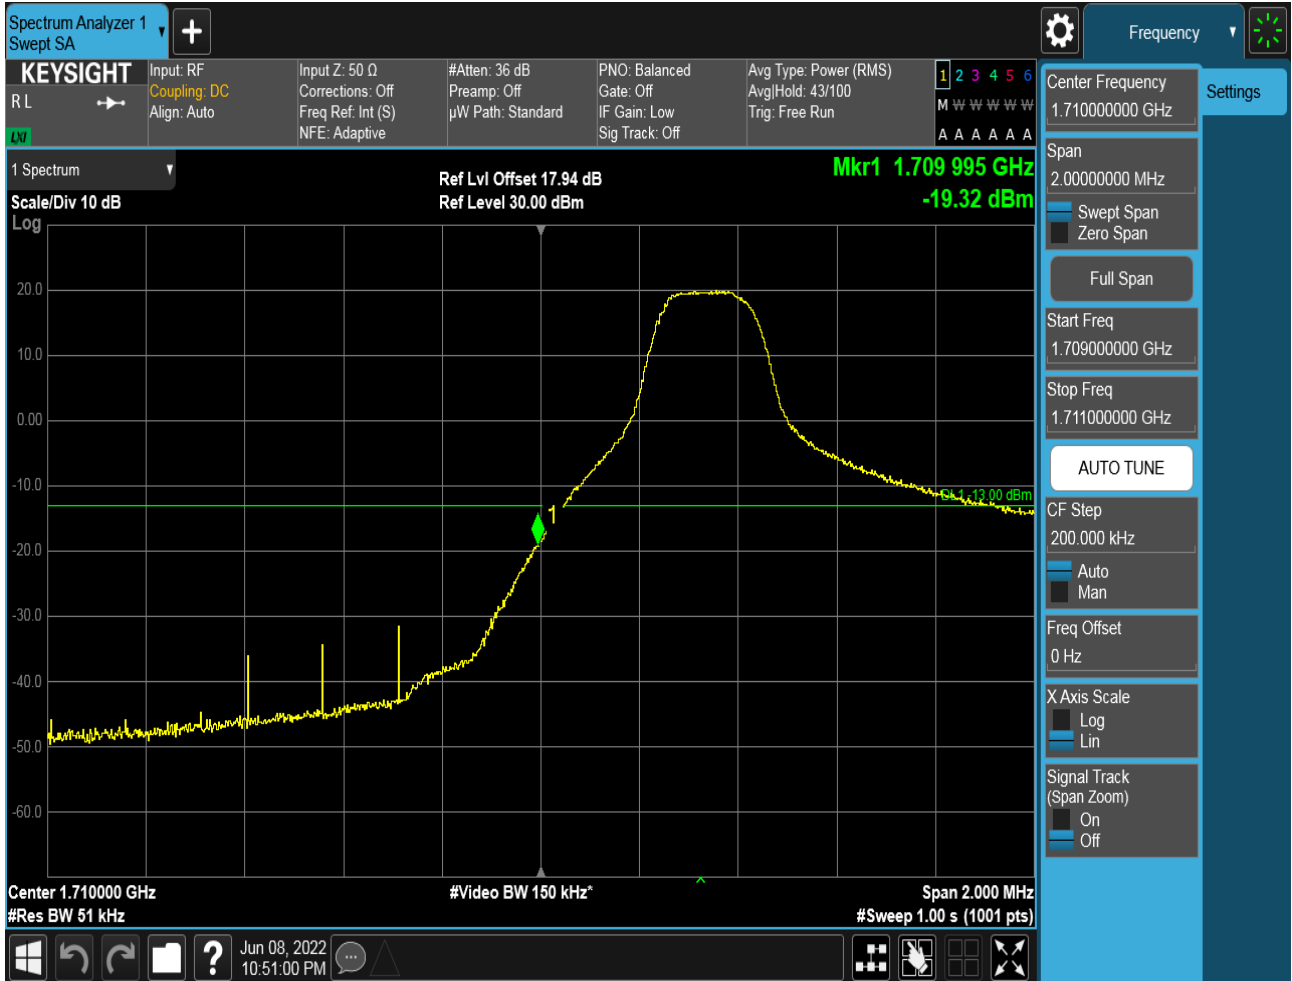 Spectrum Analyzer 1
Swept SA
Frequency
KEYSIGHT
R L
LXI
Input: RF
Coupling: DC
Align: Auto
Input Z: 50 Ω
Corrections: Off
Freq Ref: Int (S)
NFE: Adaptive
#Atten: 36 dB
Preamp: Off
µW Path: Standard
PNO: Balanced
Gate: Off
IF Gain: Low
Sig Track: Off
Avg Type: Power (RMS)
Avg|Hold: 43/100
Trig: Free Run
1 2 3 4 5 6
M W W W W W
A A A A A A
1 Spectrum
Scale/Div 10 dB
Log
Ref Lvl Offset 17.94 dB
Ref Level 30.00 dBm
Mkr1 1.709 995 GHz
-19.32 dBm
20.0
10.0
0.00
-10.0
-20.0
-30.0
-40.0
-50.0
-60.0
DL1 -13.00 dBm
1
Center 1.710000 GHz
#Video BW 150 kHz*
Span 2.000 MHz
#Res BW 51 kHz
#Sweep 1.00 s (1001 pts)
Jun 08, 2022
10:51:00 PM
Center Frequency
1.710000000 GHz
Settings
Span
2.00000000 MHz
Swept Span
Zero Span
Full Span
Start Freq
1.709000000 GHz
Stop Freq
1.711000000 GHz
AUTO TUNE
CF Step
200.000 kHz
Auto
Man
Freq Offset
0 Hz
X Axis Scale
Log
Lin
Signal Track
(Span Zoom)
On
Off